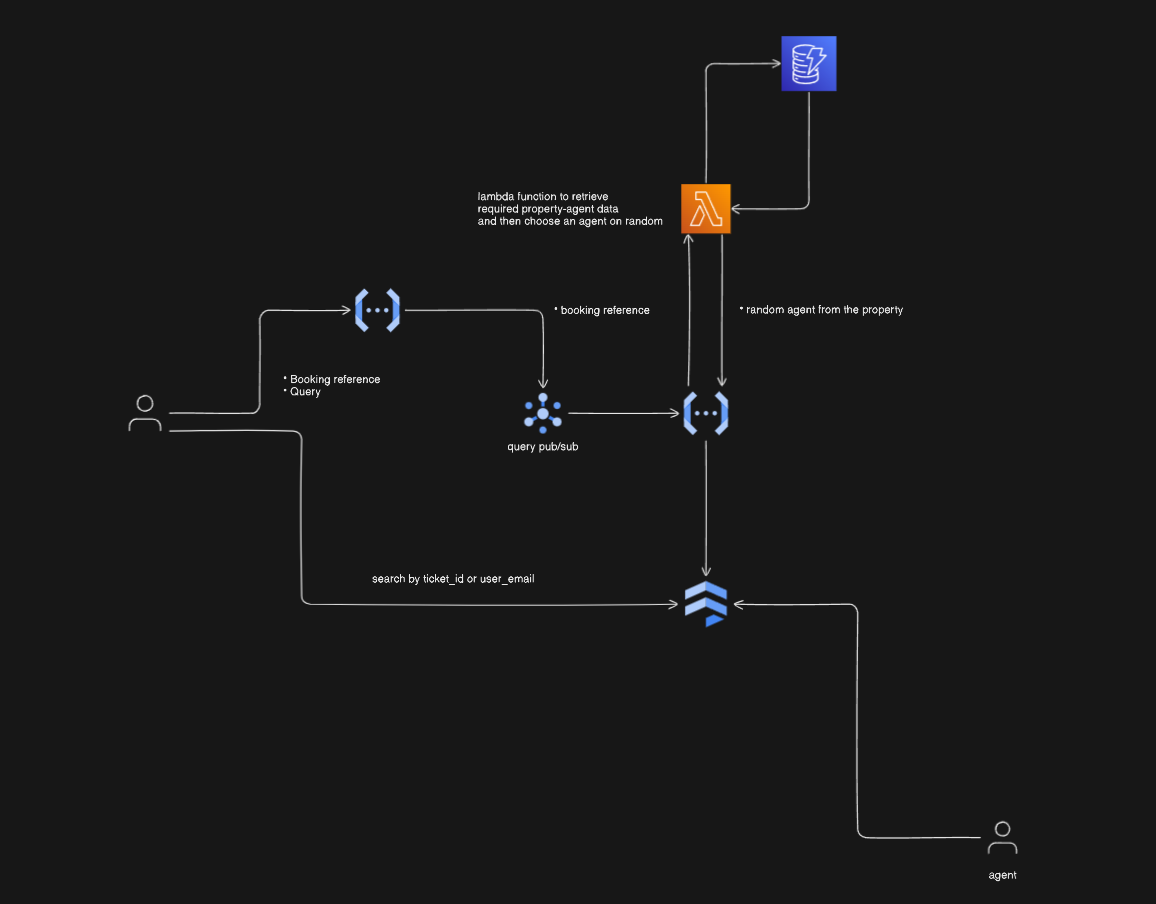 lambda function to retrieve
required property-agent data
and then choose an agent on random
• booking reference
• random agent from the property
• Booking reference
• Query
query pub/sub
search by ticket_id or user_email
agent